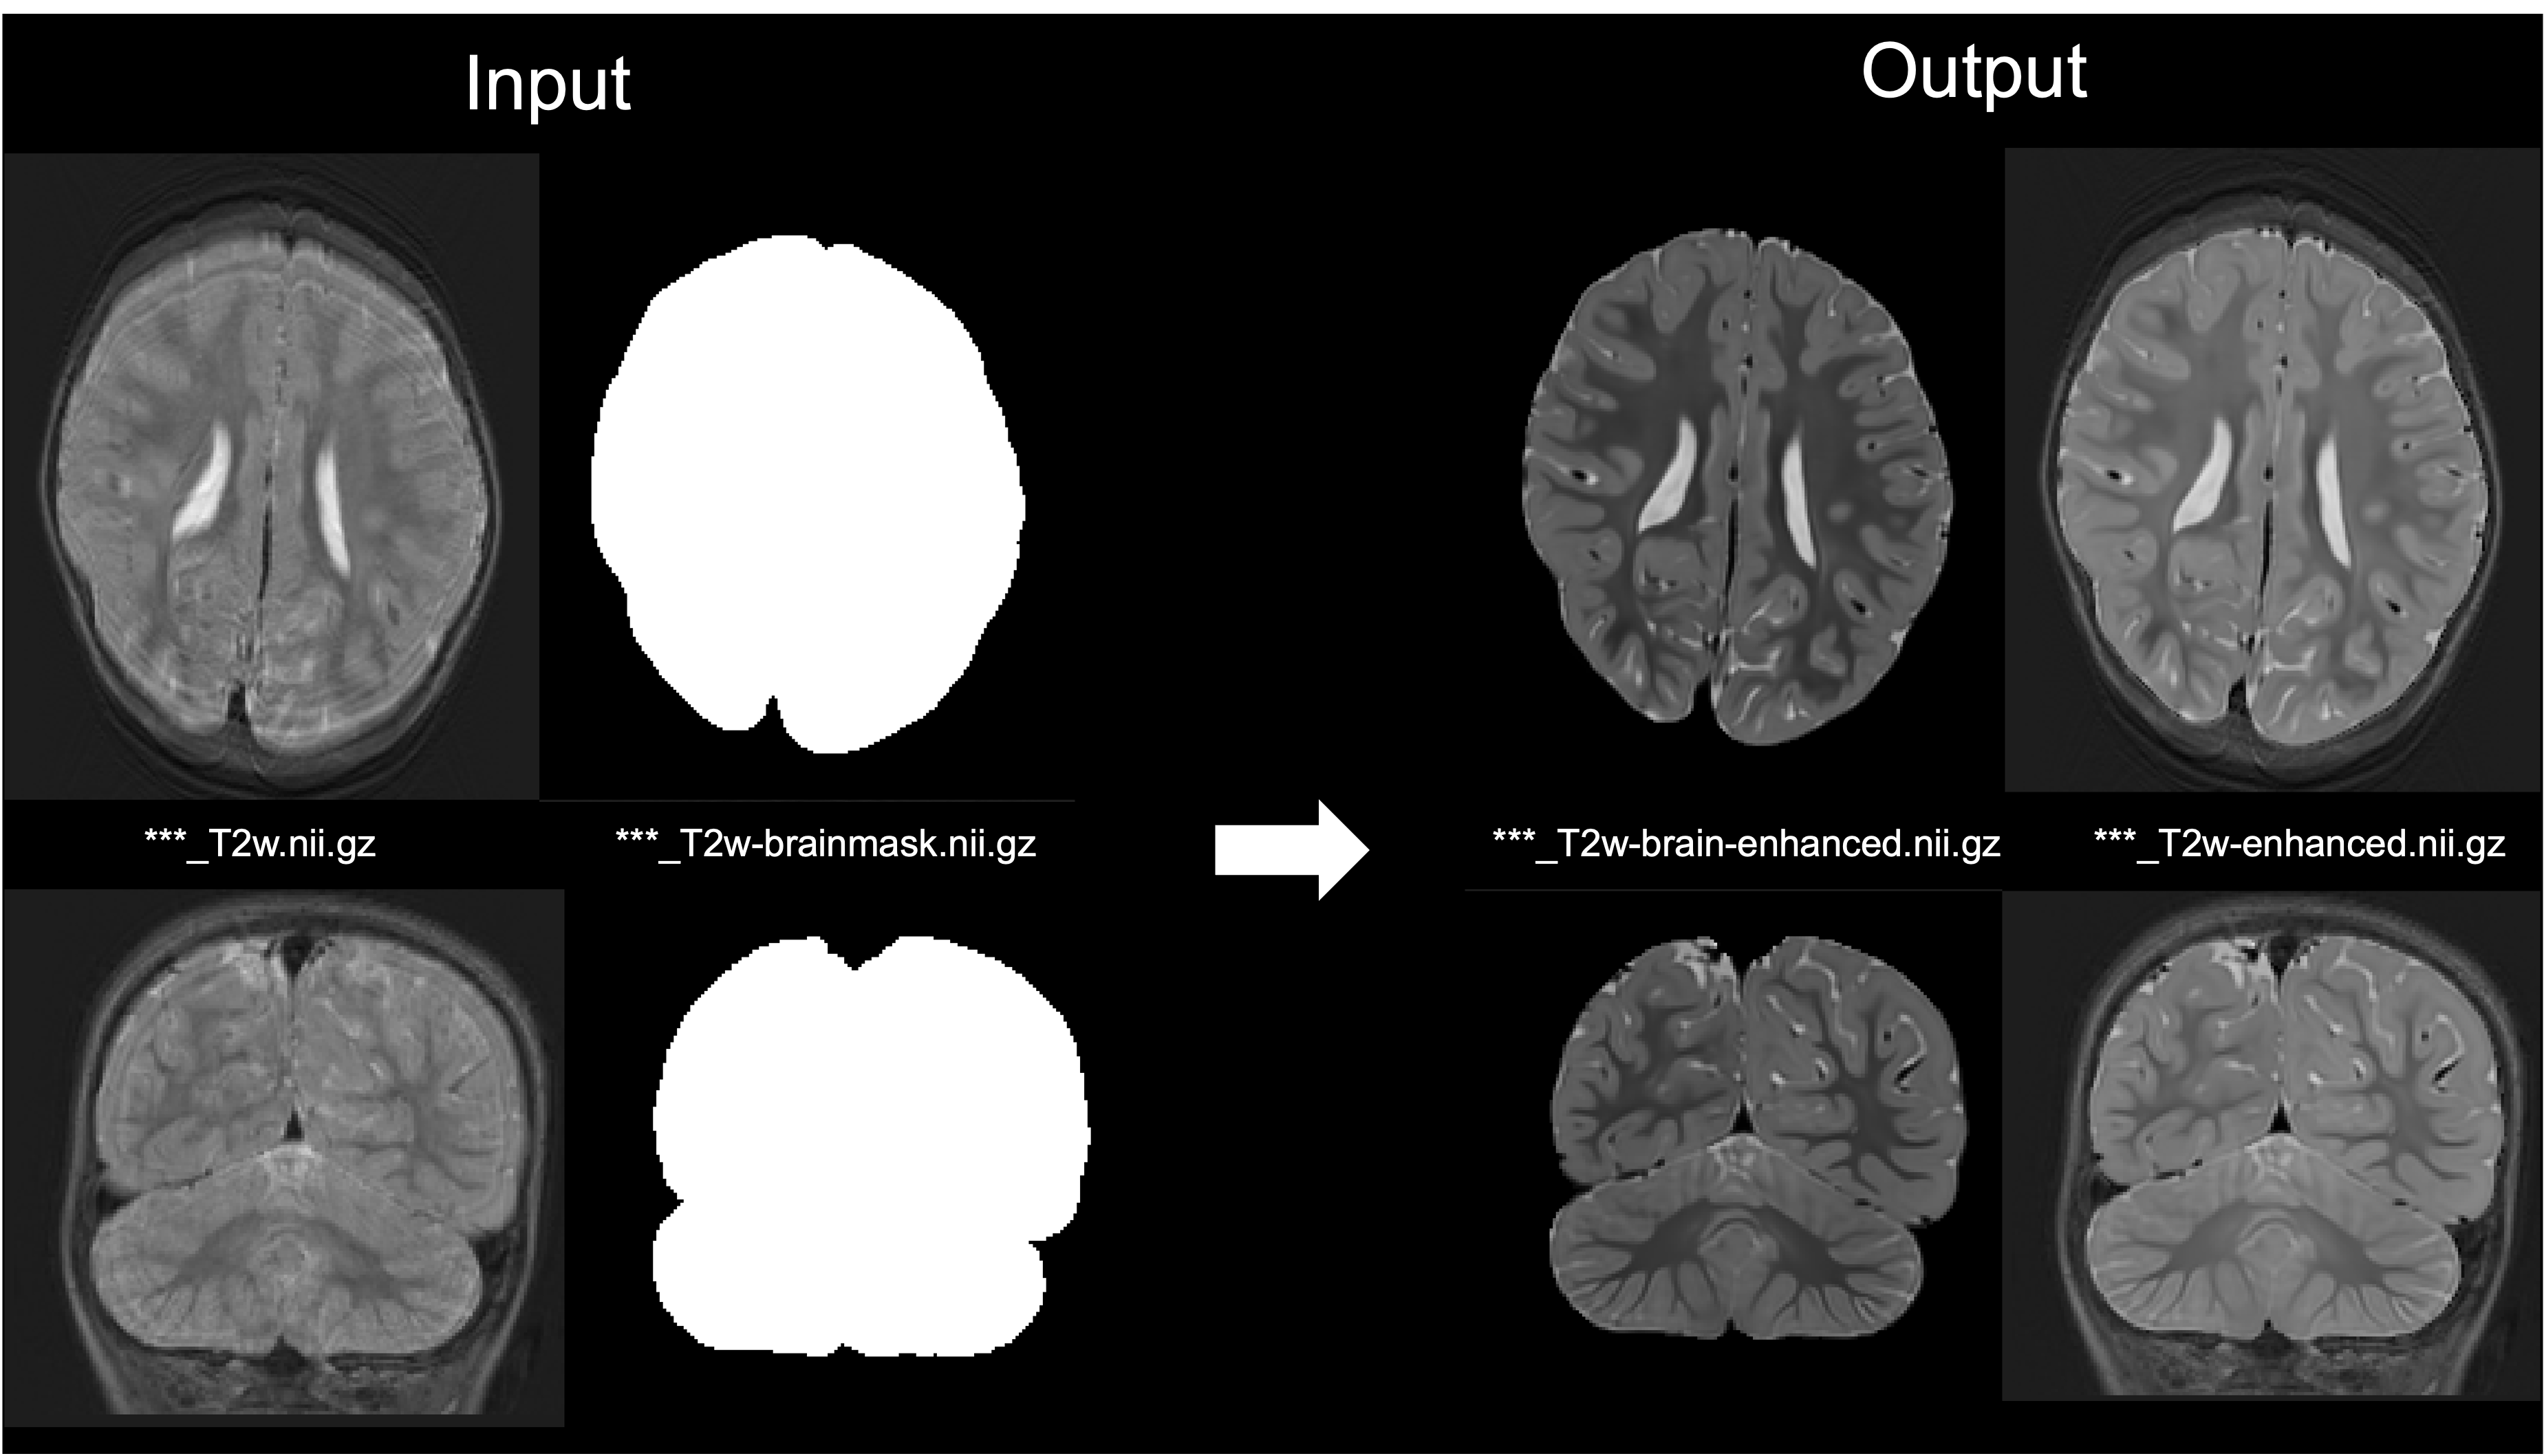 Input
Output
***_T2w.nii.gz
***_T2w-brainmask.nii.gz
***_T2w-brain-enhanced.nii.gz
***_T2w-enhanced.nii.gz